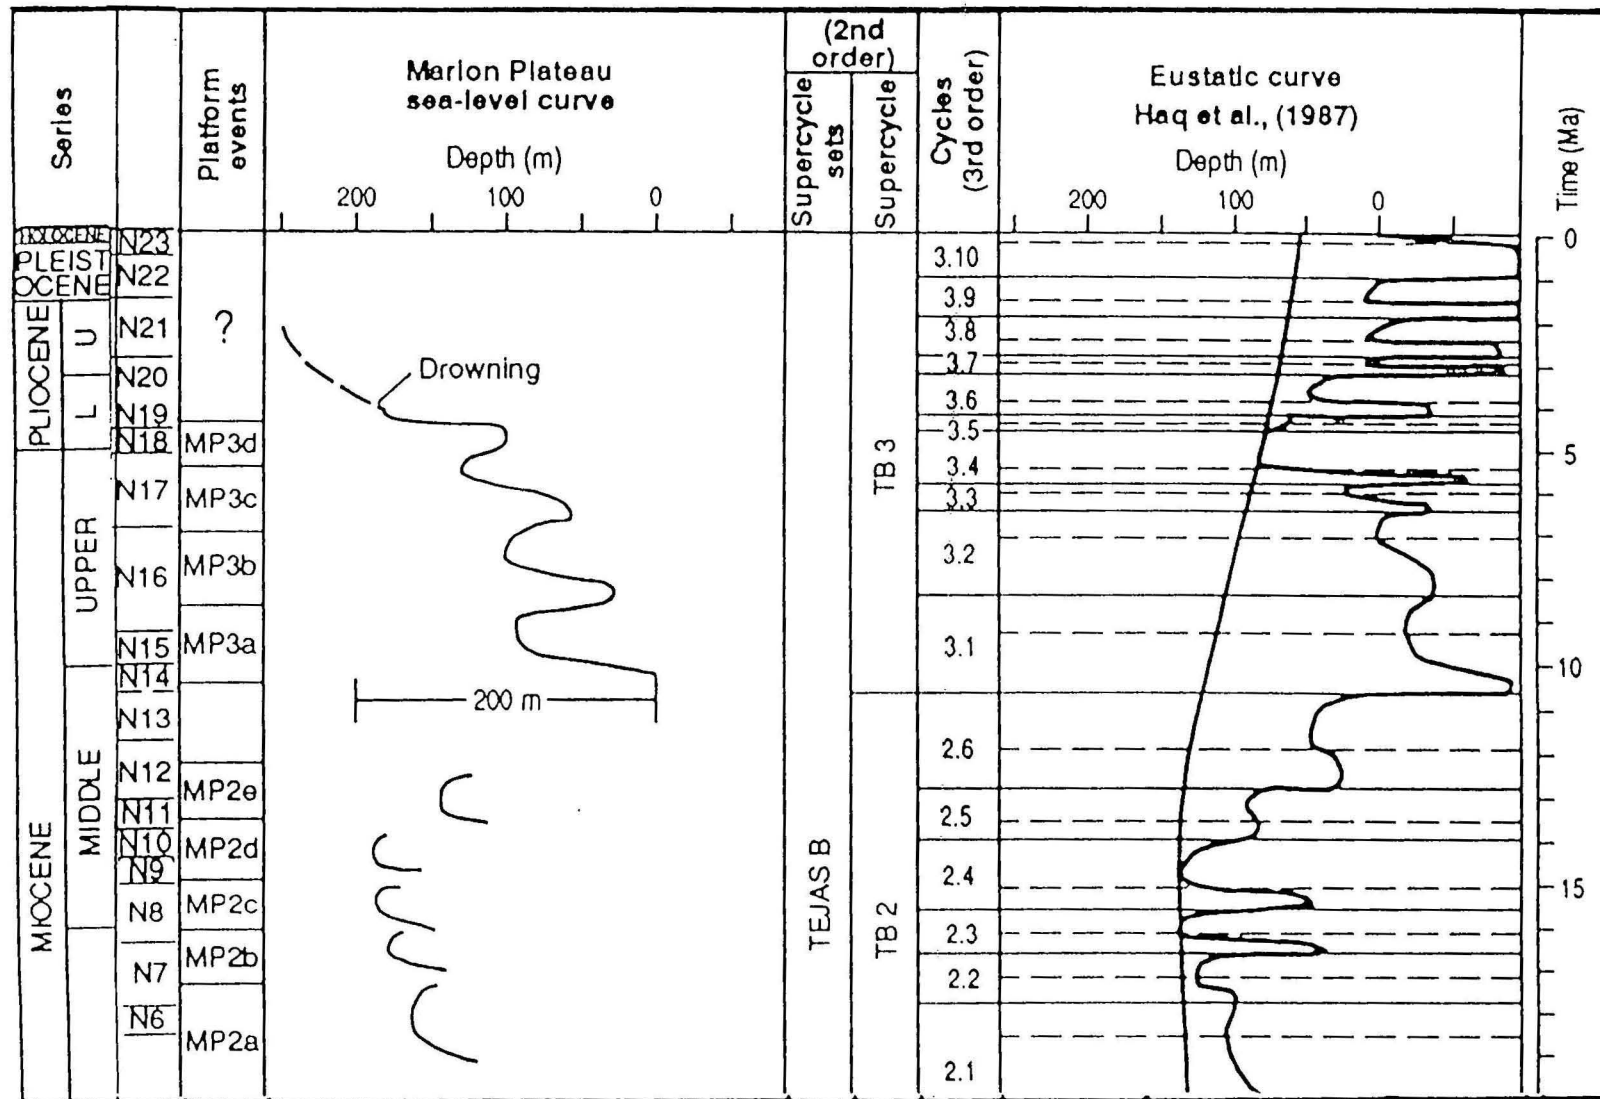 Series
Platform
events
Marion Plateau
sea-level curve
Depth (m)
200
100
0
(2nd
order)
Supercycle
sets
Supercycle
Cycles
(3rd order)
Eustatic curve
Haq et al., (1987)
Depth (m)
200
100
0
Time (Ma)
HOLOCENE
PLEIST
OCENE
PLIOCENE
U
L
MIOCENE
UPPER
MIDDLE
N23
N22
N21
N20
N19
N18
N17
N16
N15
N14
N13
N12
N11
N10
N9
N8
N7
N6
?
MP3d
MP3c
MP3b
MP3a
MP2e
MP2d
MP2c
MP2b
MP2a
Drowning
200 m
TEJAS B
TB 3
TB 2
3.10
3.9
3.8
3.7
3.6
3.5
3.4
3.3
3.2
3.1
2.6
2.5
2.4
2.3
2.2
2.1
0
5
10
15